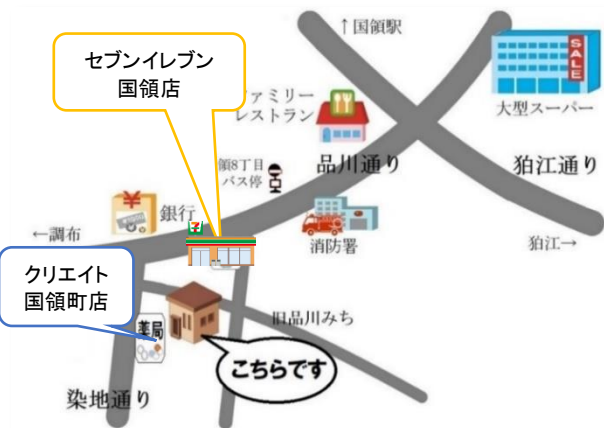 ↑国領駅
セブンイレブン
国領店
ァミリー
レストラン
SALE
大型スーパー
領8丁目
バス停
品川通り
狛江通り
¥
銀行
7
←調布
消防署
狛江→
クリエイト
国領町店
薬局
旧品川みち
こちらです
染地通り